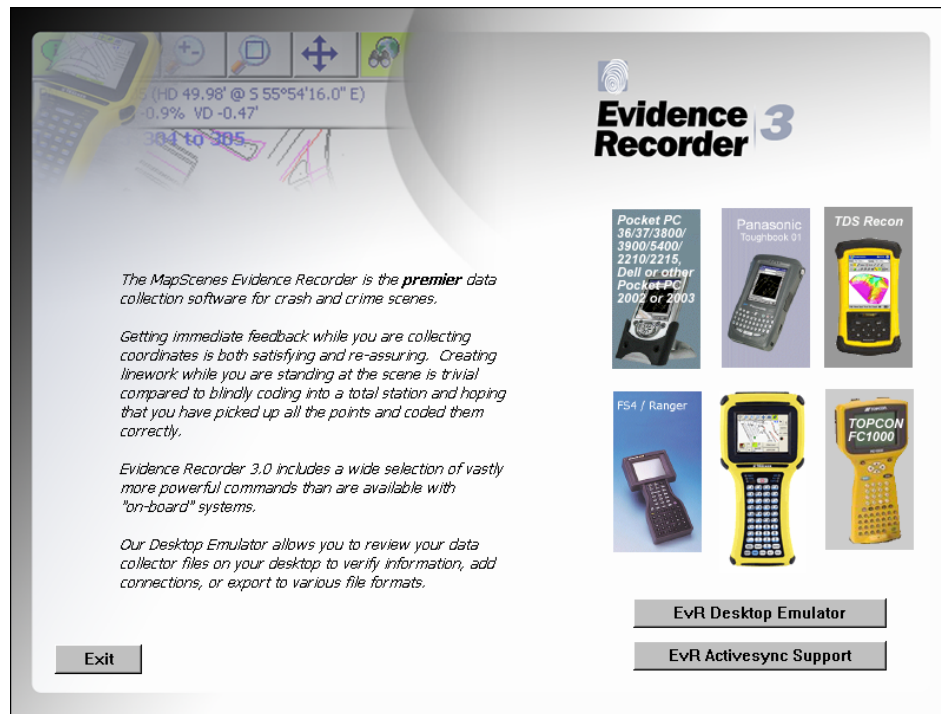 (HD 49.98' @ S 55°54'16.0" E)
-0.9% VD -0.47'
304 to 305
Evidence
Recorder 3
Pocket PC
36/37/3800/
3900/5400/
2210/2215,
Dell or other
Pocket PC
2002 or 2003
Panasonic
Toughbook 01
TDS Recon
The MapScenes Evidence Recorder is the premier data
collection software for crash and crime scenes.
Getting immediate feedback while you are collecting
coordinates is both satisfying and re-assuring. Creating
linework while you are standing at the scene is trivial
compared to blindly coding into a total station and hoping
that you have picked up all the points and coded them
correctly.
Evidence Recorder 3.0 includes a wide selection of vastly
more powerful commands than are available with
"on-board" systems.
Our Desktop Emulator allows you to review your data
collector files on your desktop to verify information, add
connections, or export to various file formats.
FS4 / Ranger
TOPCON
TOPCON
FC1000
EvR Desktop Emulator
EvR Activesync Support
Exit